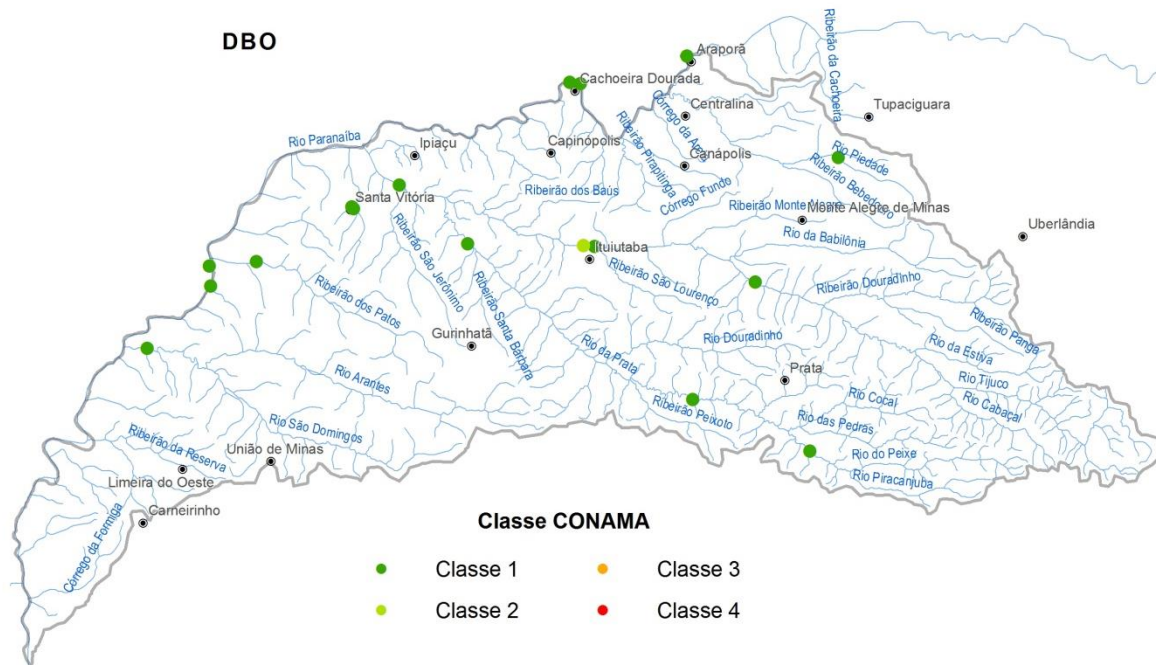 DBO
Araporã
Cachoeira Dourada
Ribeirão da Cachoeira
Centralina
Tupaciguara
Córrego da Areia
Rio Paranaíba
Ipiaçu
Capinópolis
Ribeirão Pirapitinga
Canápolis
Rio Piedade
Ribeirão Bebedouro
Ribeirão dos Baús
Córrego Fundo
Santa Vitória
Ribeirão Monte
Monte Alegre de Minas
Rio da Babilônia
Uberlândia
Ituiutaba
Ribeirão São Jerônimo
Ribeirão São Lourenço
Ribeirão Douradinho
Ribeirão dos Patos
Ribeirão Santa Bárbara
Ribeirão Panga
Gurinhatã
Rio Douradinho
Rio da Estiva
Rio da Prata
Prata
Rio Tijuco
Rio Arantes
Rio Cocal
Rio Cabaçal
Ribeirão Peixoto
Rio das Pedras
Rio São Domingos
Ribeirão da Reserva
União de Minas
Rio do Peixe
Limeira do Oeste
Rio Piracanjuba
Carneirinho
Córrego da Formiga
Classe CONAMA
Classe 1
Classe 3
Classe 2
Classe 4